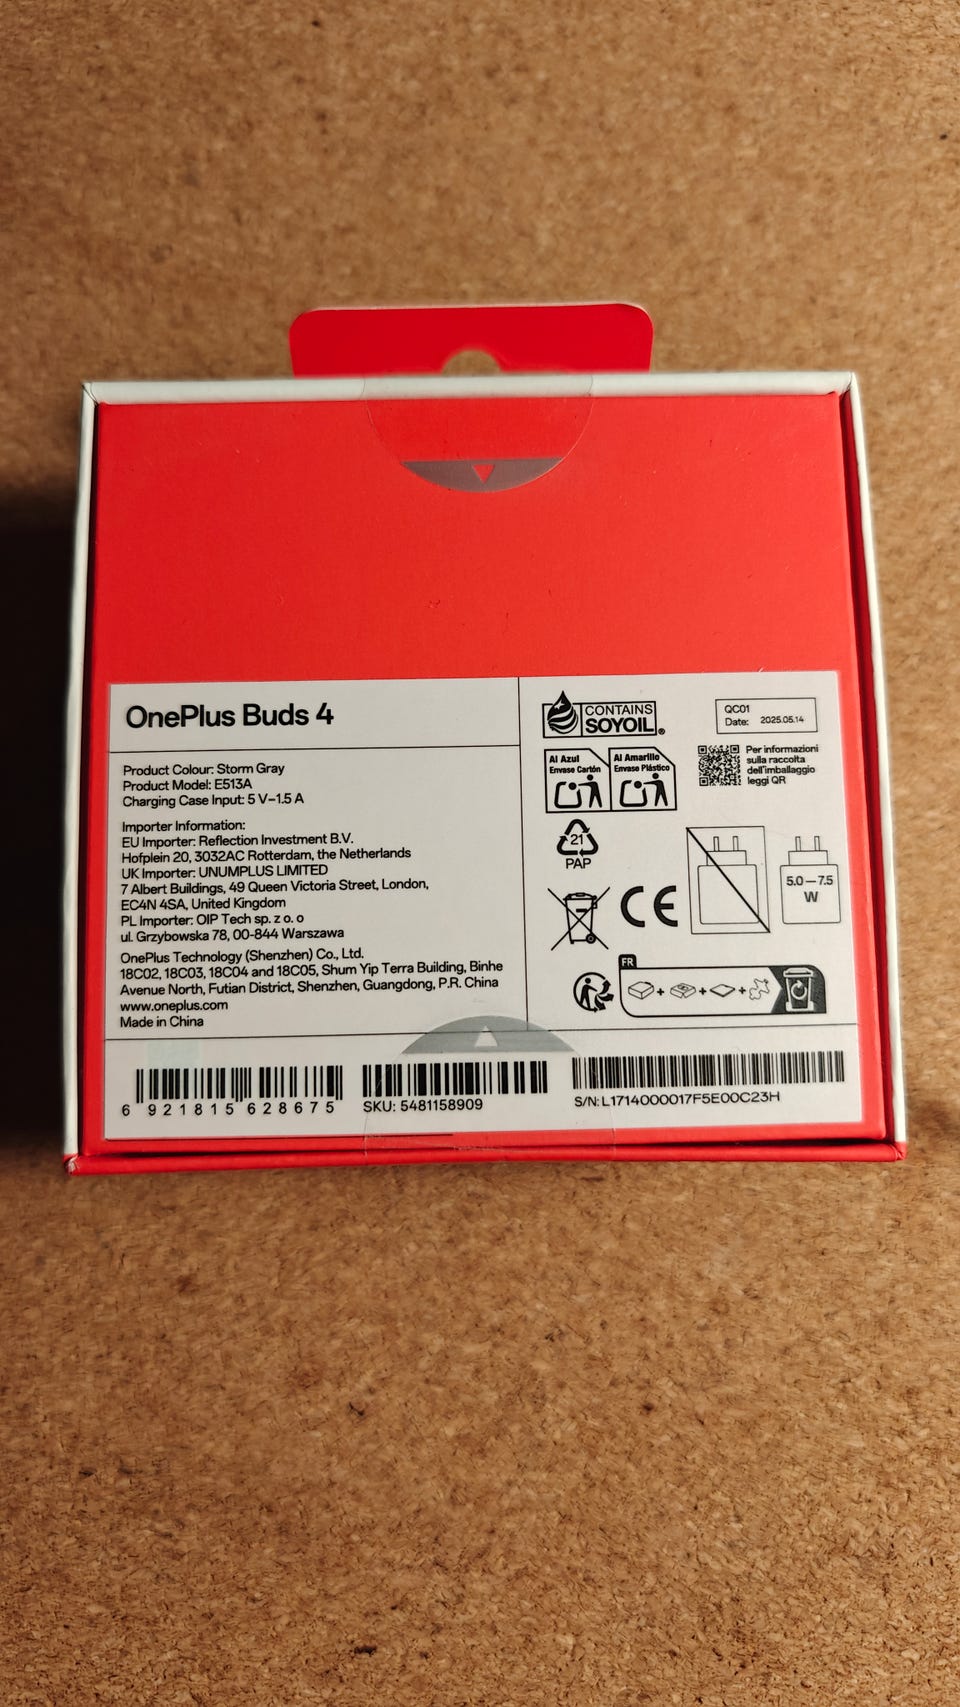 OnePlus Buds 4
Product Colour: Storm Gray
Product Model: E513A
Charging Case Input: 5 V⎓1.5 A
Importer Information:
EU Importer: Reflection Investment B.V.
Hofplein 20, 3032AC Rotterdam, the Netherlands
UK Importer: UNUMPLUS LIMITED
7 Albert Buildings, 49 Queen Victoria Street, London,
EC4N 4SA, United Kingdom
PL Importer: OIP Tech sp. z o. o
ul. Grzybowska 78, 00-844 Warszawa
OnePlus Technology (Shenzhen) Co., Ltd.
18C02, 18C03, 18C04 and 18C05, Shum Yip Terra Building, Binhe
Avenue North, Futian District, Shenzhen, Guangdong, P.R. China
www.oneplus.com
Made in China
CONTAINS
SOYOIL®
QC01
Date: 2025.05.14
Al Azul
Envase Cartón
Al Amarillo
Envase Plástico
Per informazioni
sulla raccolta
dell'imballaggio
leggi QR
21
PAP
CE
5.0 – 7.5
W
FR
6 921815 628675
SKU: 5481158909
S/N: L1714000017F5E00C23H